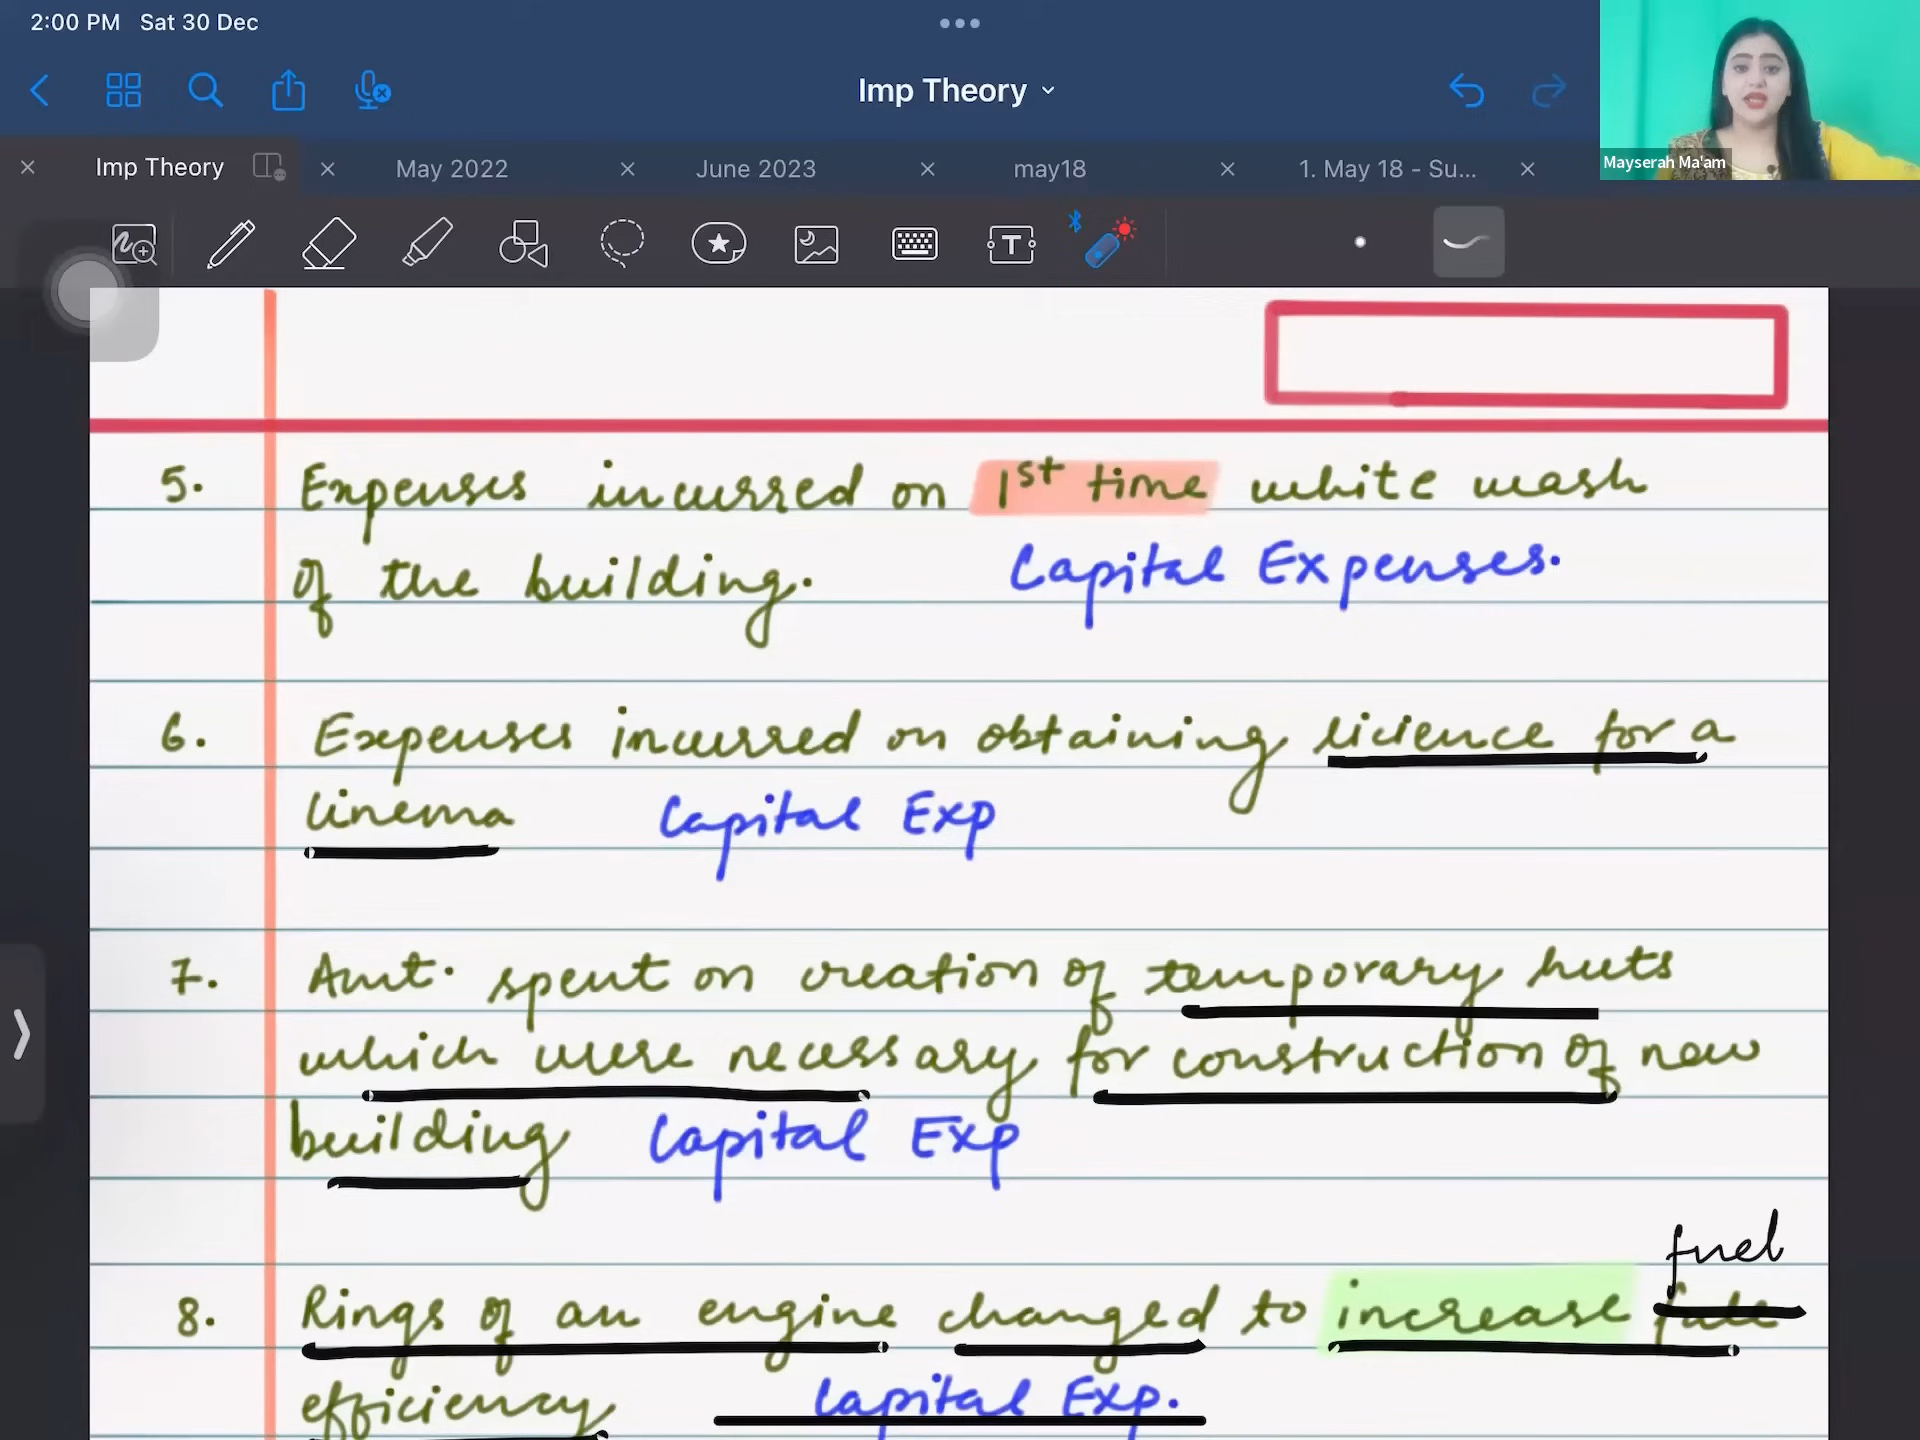 2:00 PM Sat 30 Dec
Imp Theory
Mayserah Ma'am
Imp Theory
May 2022
June 2023
may18
1. May 18 - Su...
T
5. Expenses incurred on 1st time white wash
of the building. Capital Expenses.
6. Expenses incurred on obtaining licience for a
Cinema Capital Exp
7. Amt. spent on creation of temporary huts
which were necessary for construction of new
building Capital Exp
fuel
8. Rings of an engine changed to increase
efficiency Capital Exp.